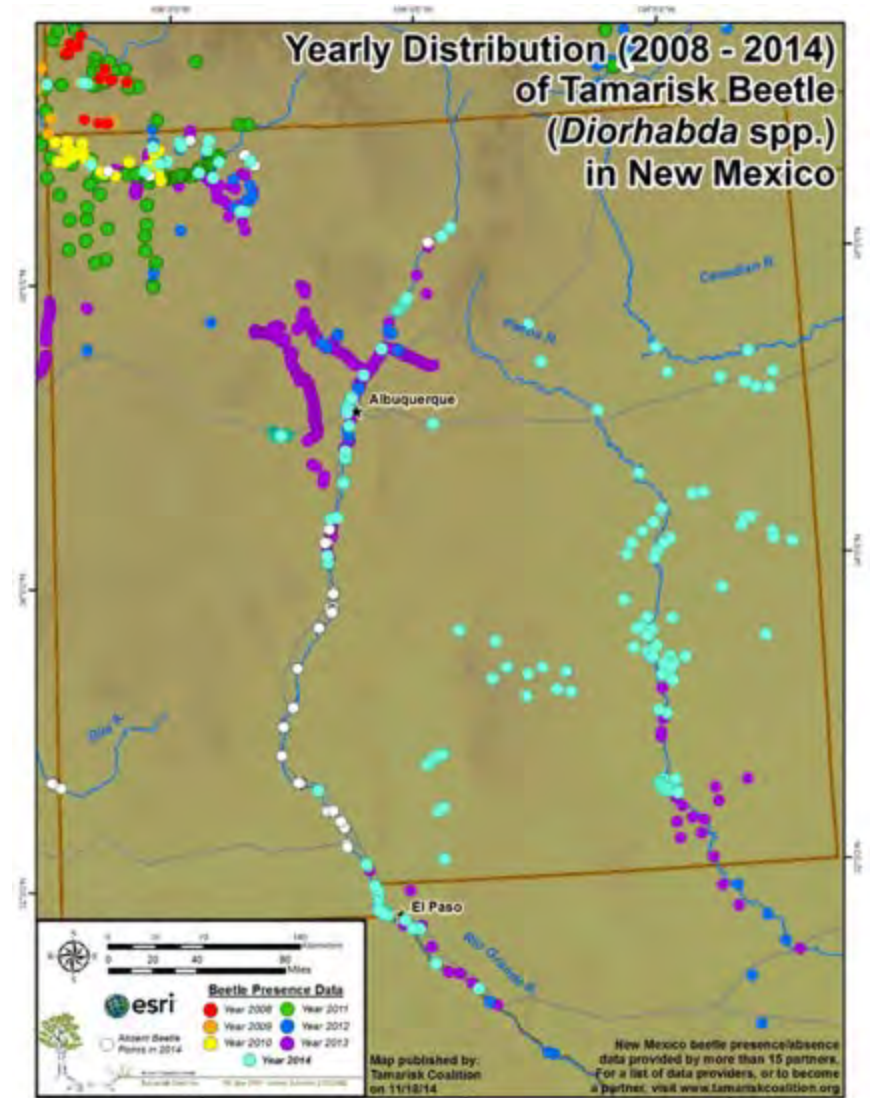 Yearly Distribution (2008 - 2014)
of Tamarisk Beetle
(Diorhabda spp.)
in New Mexico
Canadian R.
Pecos R.
Albuquerque
Gila R.
El Paso
Rio Grande R.
Kilometers
0 20 40 80
Miles
esri
Beetle Presence Data
Year 2008
Year 2011
Year 2009
Year 2012
Year 2010
Year 2013
Year 2014
Absent Beetle
Points in 2014
Map published by:
Tamarisk Coalition
on 11/18/14
New Mexico beetle presence/absence
data provided by more than 15 partners.
For a list of data providers, or to become
a partner, visit www.tamariskcoalition.org